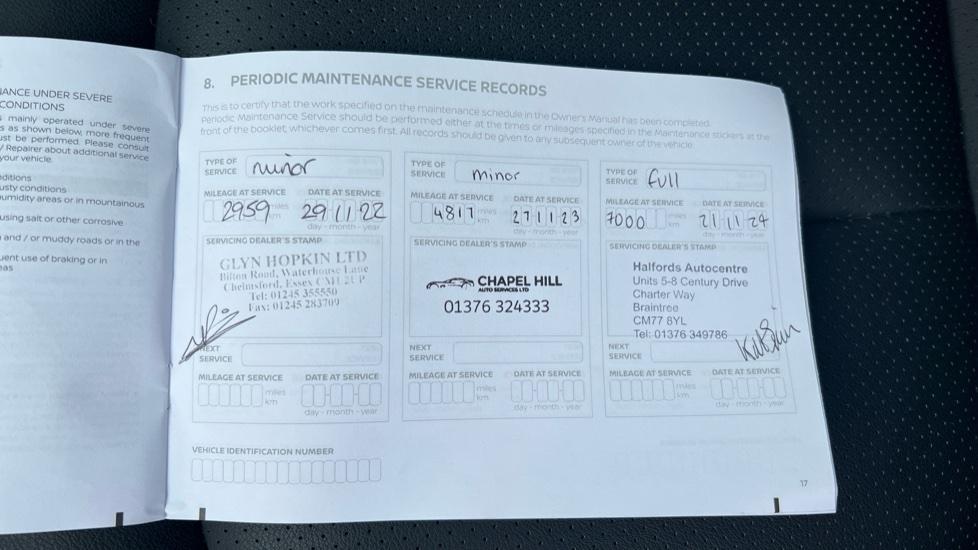 ANCE UNDER SEVERE
CONDITIONS
mainly operated under severe
s as shown below, more frequent
ust be performed. Please consult
/ Repairer about additional service
your vehicle.
ditions
usty conditions
umidity areas or in mountainous
using salt or other corrosive
and / or muddy roads or in the
uent use of braking or in
eas
8. PERIODIC MAINTENANCE SERVICE RECORDS
This is to certify that the work specified on the maintenance schedule in the Owner's Manual has been completed.
Periodic Maintenance Service should be performed either at the times or mileages specified in the Maintenance stickers at the
front of the booklet, whichever comes first. All records should be given to any subsequent owner of the vehicle.
TYPE OF
SERVICE minor
MILEAGE AT SERVICE DATE AT SERVICE
2959 miles km 29 11 22
day - month - year
SERVICING DEALER'S STAMP
GLYN HOPKIN LTD
Hilton Road, Waterhouse Lane
Chelmsford, Essex
Tel: 01245 355550
Fax: 01245 283709
NEXT
SERVICE
MILEAGE AT SERVICE DATE AT SERVICE
miles
km
day - month - year
TYPE OF
SERVICE minor
MILEAGE AT SERVICE DATE AT SERVICE
4817 miles km 27 11 23
day - month - year
SERVICING DEALER'S STAMP
CHAPEL HILL
AUTO SERVICES LTD
01376 324333
NEXT
SERVICE
MILEAGE AT SERVICE DATE AT SERVICE
miles
km
day - month - year
TYPE OF
SERVICE full
MILEAGE AT SERVICE DATE AT SERVICE
7000 miles km 21 11 24
day - month - year
SERVICING DEALER'S STAMP
Halfords Autocentre
Units 5-8 Century Drive
Charter Way
Braintree
CM77 8YL
Tel: 01376 349786
NEXT
SERVICE
MILEAGE AT SERVICE DATE AT SERVICE
miles
km
day - month - year
VEHICLE IDENTIFICATION NUMBER
17